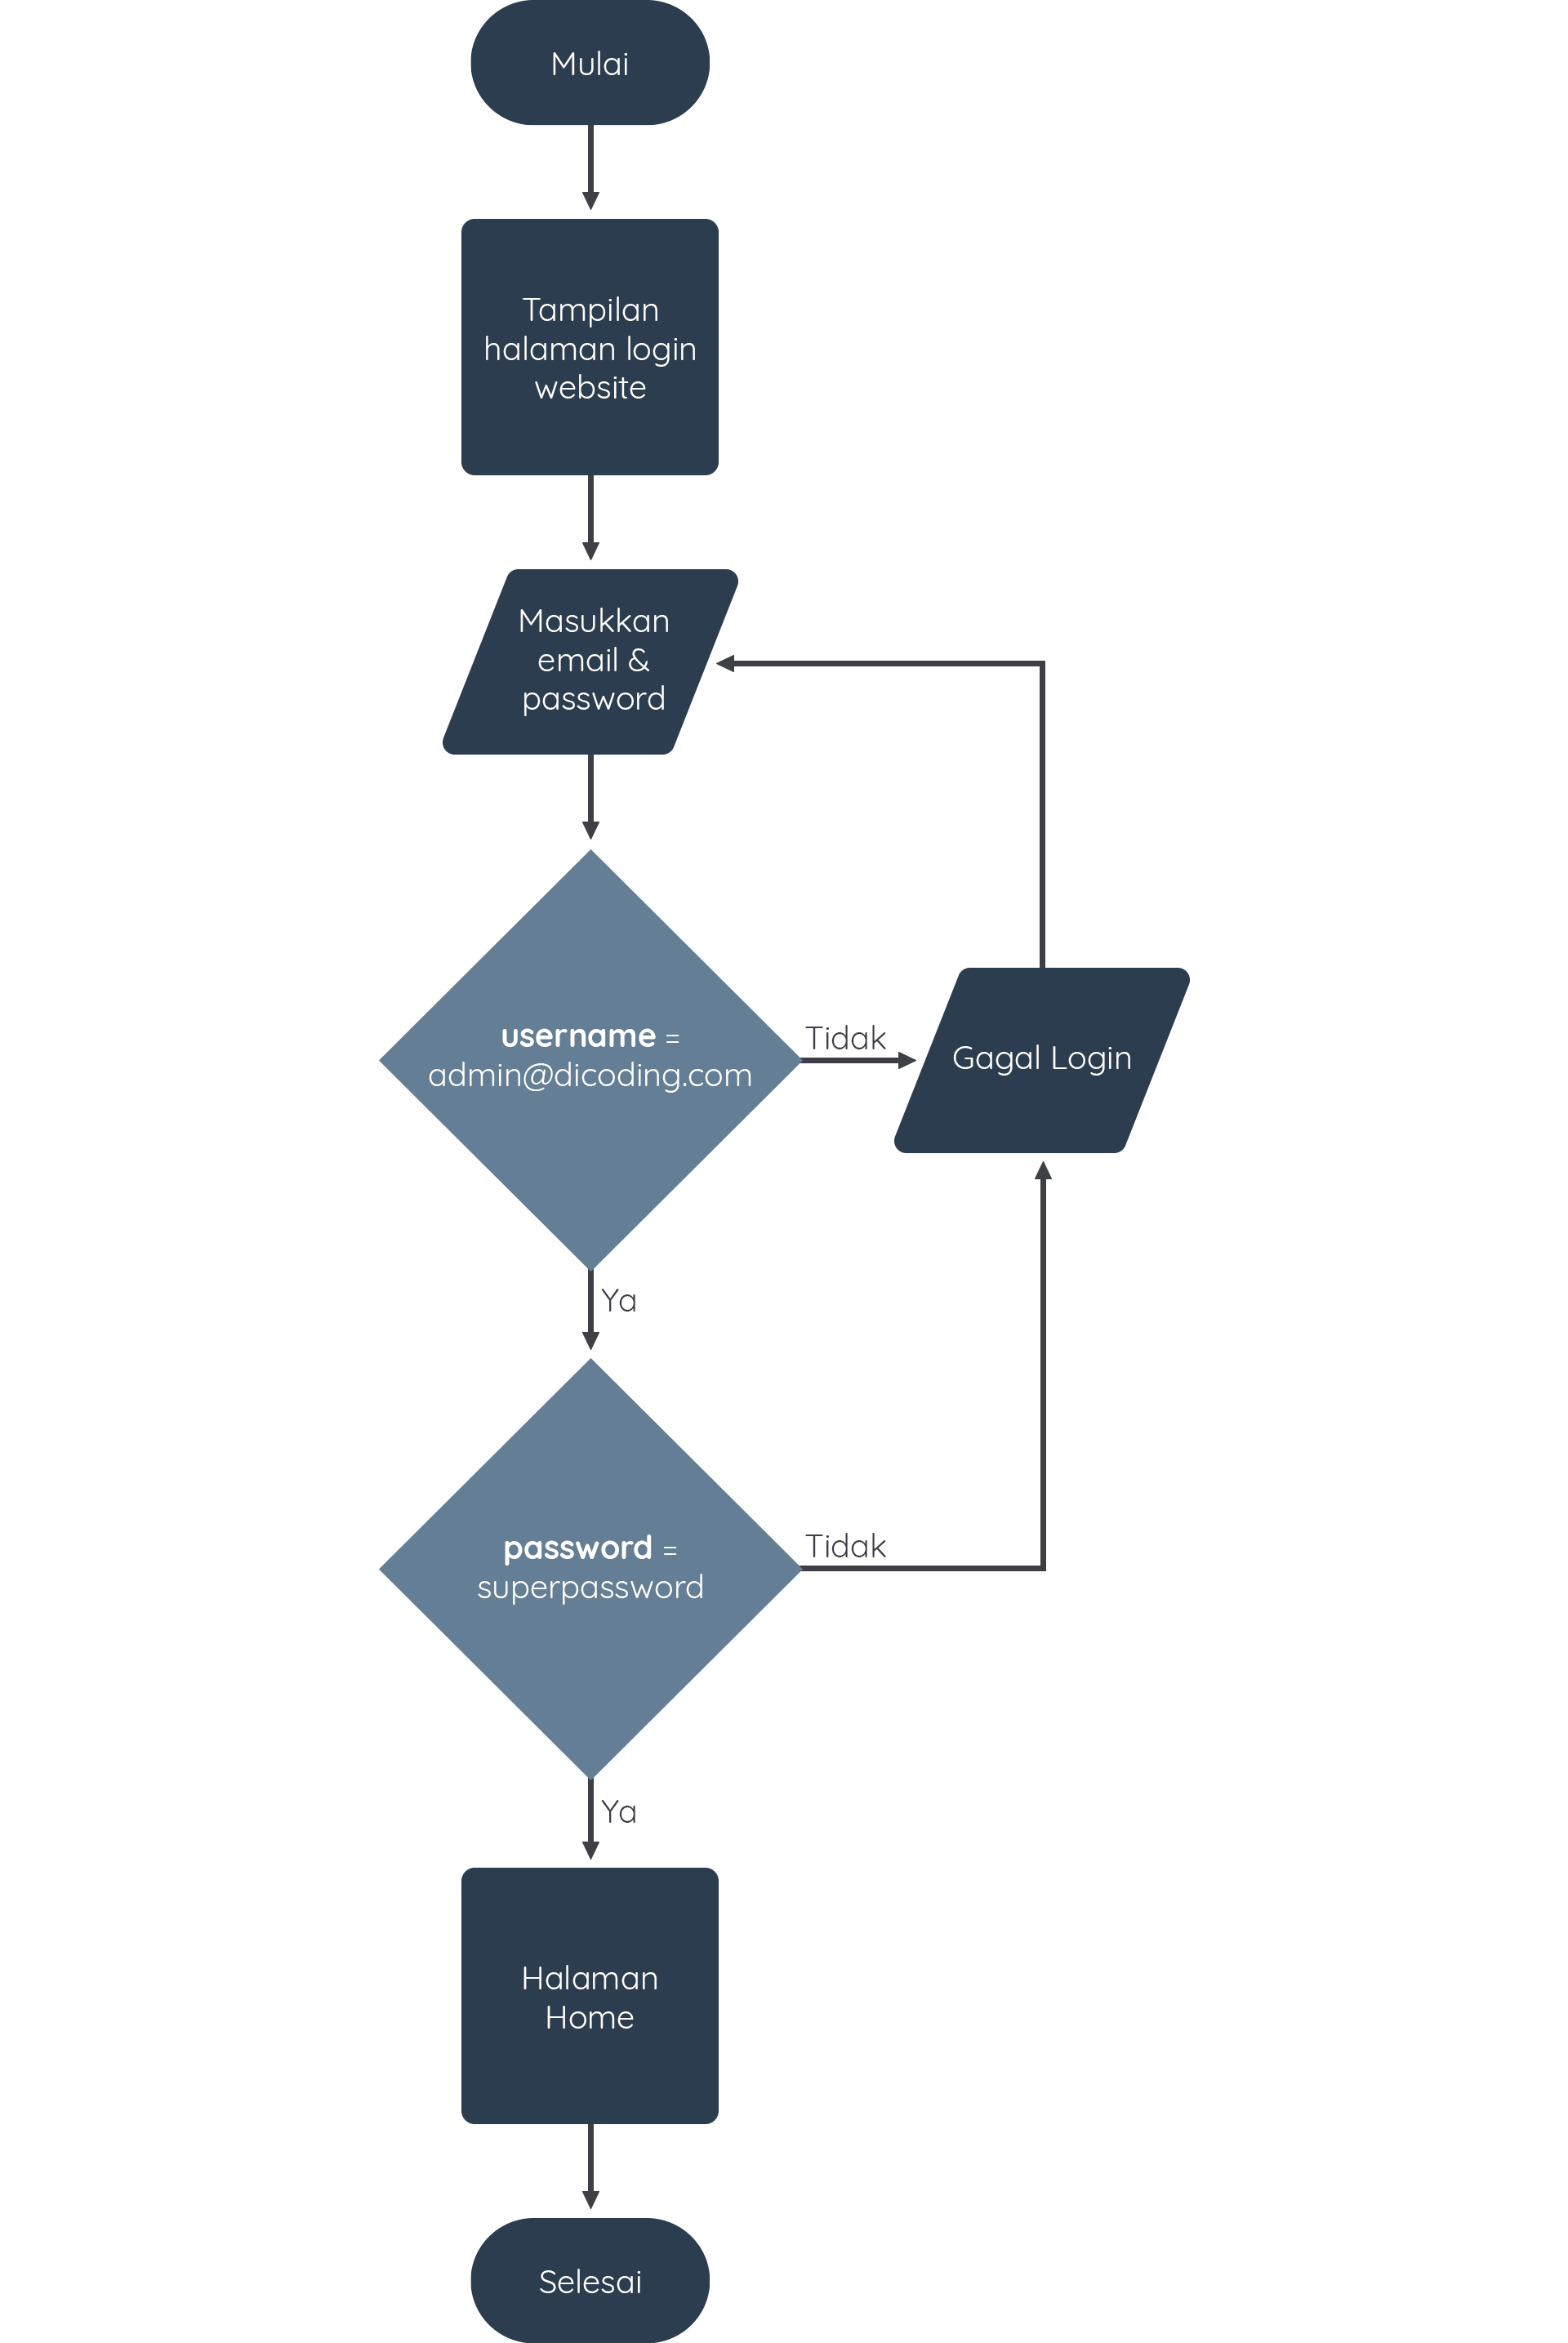 Mulai
Tampilan
halaman login
website
Masukkan
email &
password
username =
admin@dicoding.com
Tidak
Gagal Login
Ya
password =
superpassword
Tidak
Ya
Halaman
Home
Selesai